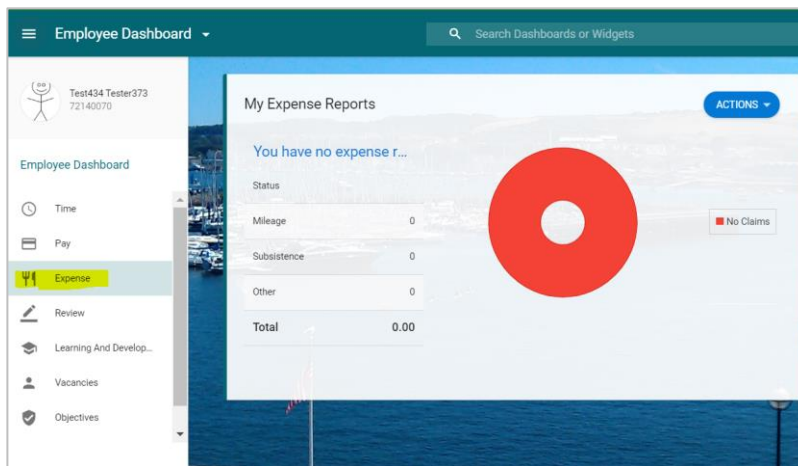 Employee Dashboard
Search Dashboards or Widgets
Test434 Tester373
72140070
Employee Dashboard
Time
Pay
Expense
Review
Learning And Develop...
Vacancies
Objectives
My Expense Reports
ACTIONS
You have no expense r...
Status
Mileage 0
Subsistence 0
Other 0
Total 0.00
No Claims